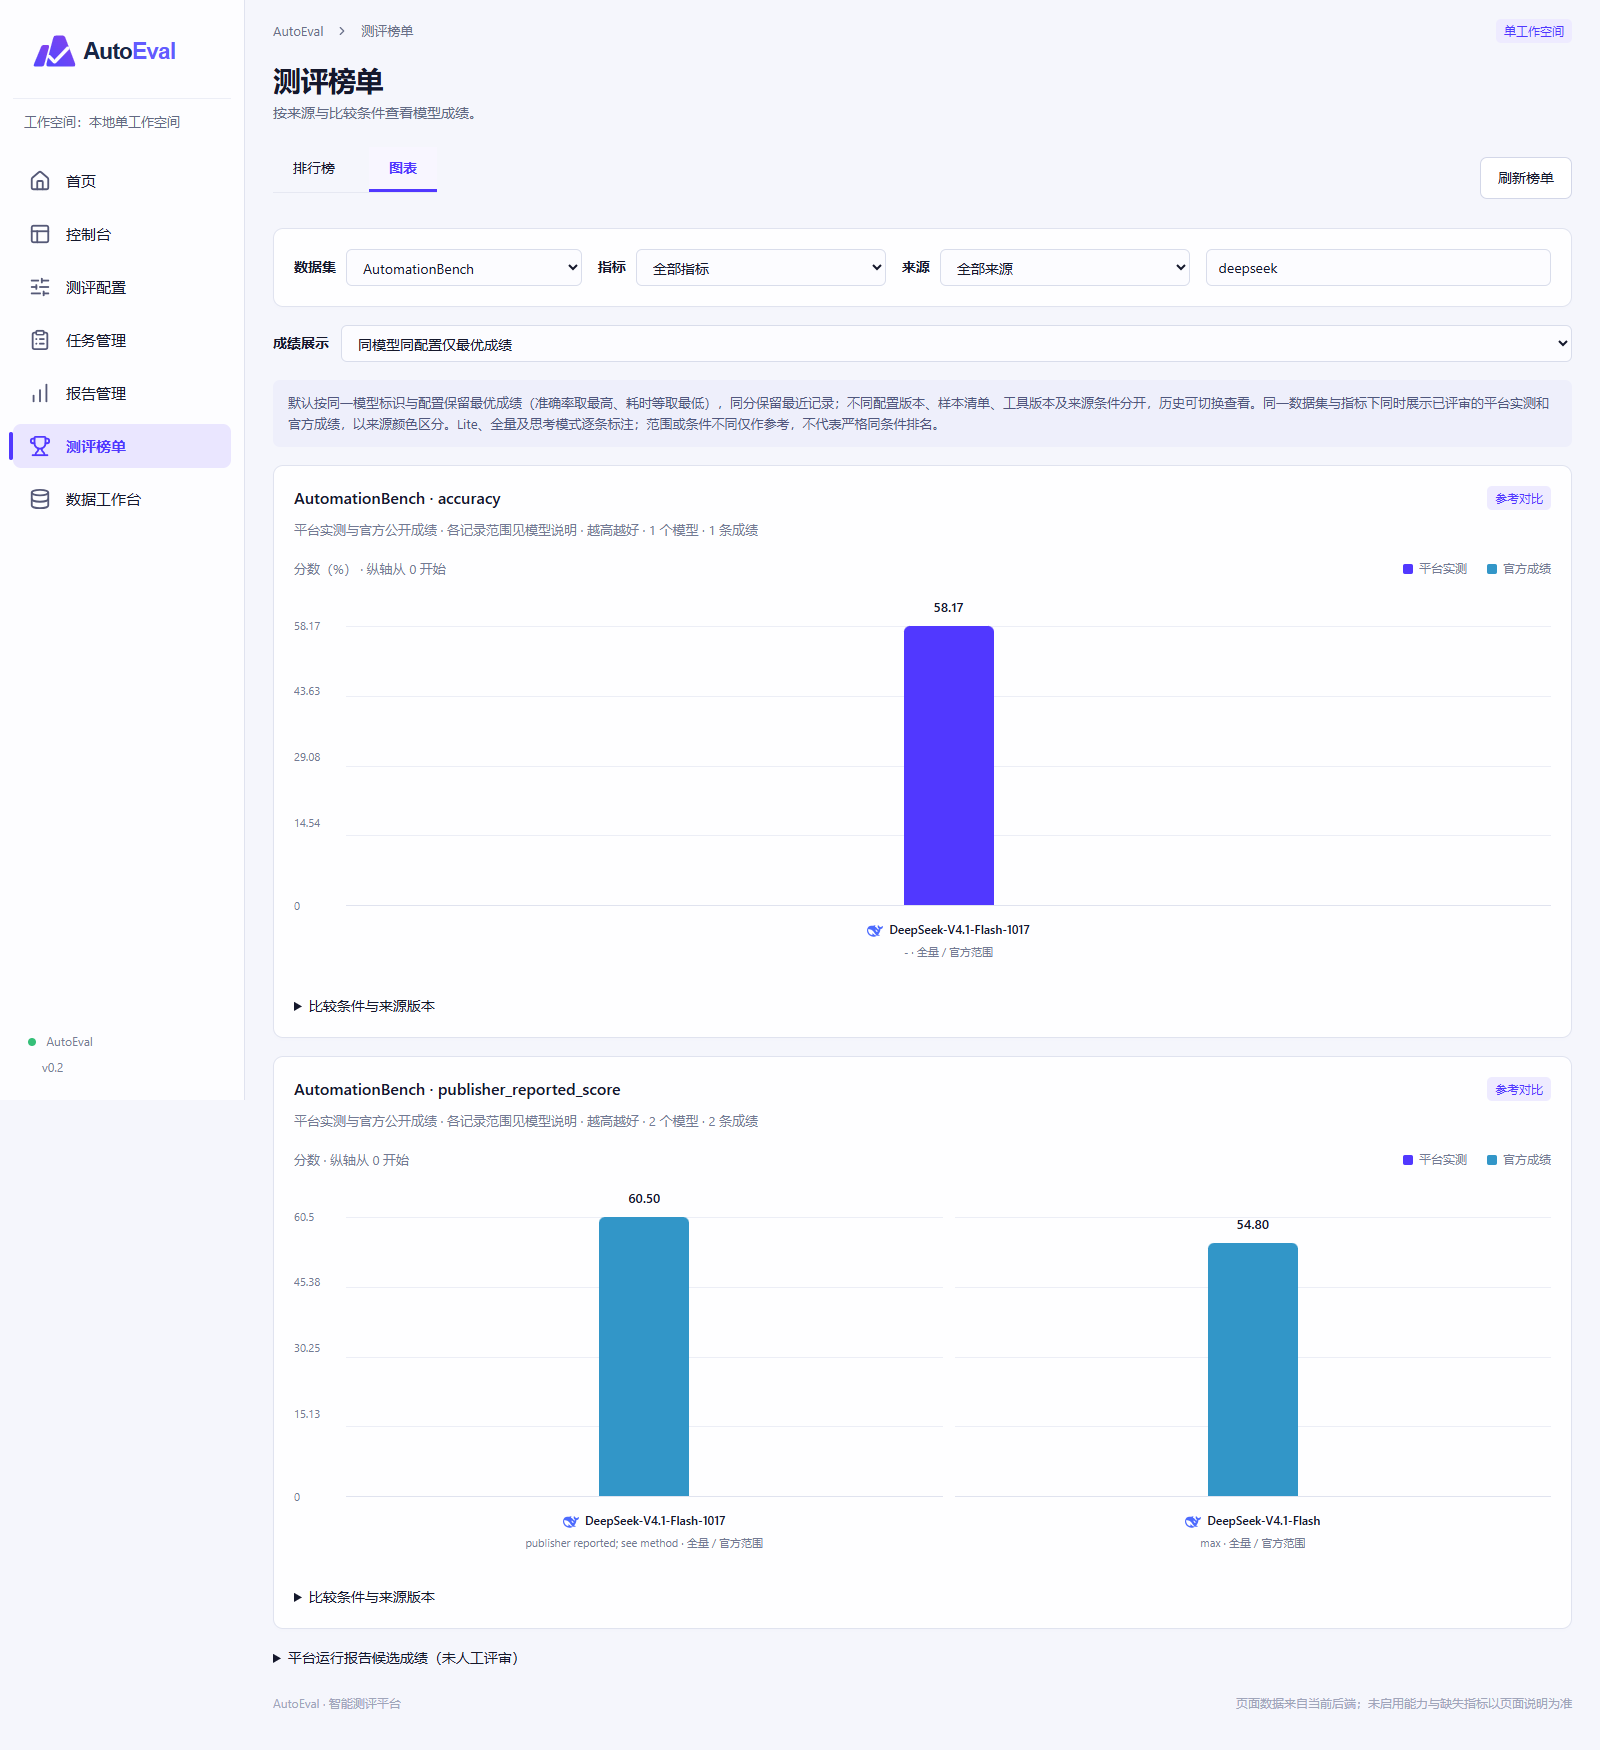 AutoEval
工作空间：本地单工作空间
首页
控制台
测评配置
任务管理
报告管理
测评榜单
数据工作台
AutoEval
v0.2
AutoEval > 测评榜单
单工作空间
测评榜单
按来源与比较条件查看模型成绩。
排行榜 图表
刷新榜单
数据集 AutomationBench 指标 全部指标 来源 全部来源 deepseek
成绩展示 同模型同配置仅最优成绩
默认按同一模型标识与配置保留最优成绩（准确率取最高、耗时等取最低），同分保留最近记录；不同配置版本、样本清单、工具版本及来源条件分开，历史可切换查看。同一数据集与指标下同时展示已评审的平台实测和
官方成绩，以来源颜色区分。Lite、全量及思考模式逐条标注；范围或条件不同仅作参考，不代表严格同条件排名。
AutomationBench · accuracy
参考对比
平台实测与官方公开成绩 · 各记录范围见模型说明 · 越高越好 · 1 个模型 · 1 条成绩
分数（%） · 纵轴从 0 开始
平台实测 官方成绩
58.17
58.17
43.63
29.08
14.54
0
DeepSeek-V4.1-Flash-1017
- · 全量 / 官方范围
▶ 比较条件与来源版本
AutomationBench · publisher_reported_score
参考对比
平台实测与官方公开成绩 · 各记录范围见模型说明 · 越高越好 · 2 个模型 · 2 条成绩
分数 · 纵轴从 0 开始
平台实测 官方成绩
60.50
54.80
60.5
45.38
30.25
15.13
0
DeepSeek-V4.1-Flash-1017
publisher reported; see method · 全量 / 官方范围
DeepSeek-V4.1-Flash
max · 全量 / 官方范围
▶ 比较条件与来源版本
▶ 平台运行报告候选成绩（未人工评审）
AutoEval · 智能测评平台
页面数据来自当前后端；未启用能力与缺失指标以页面说明为准